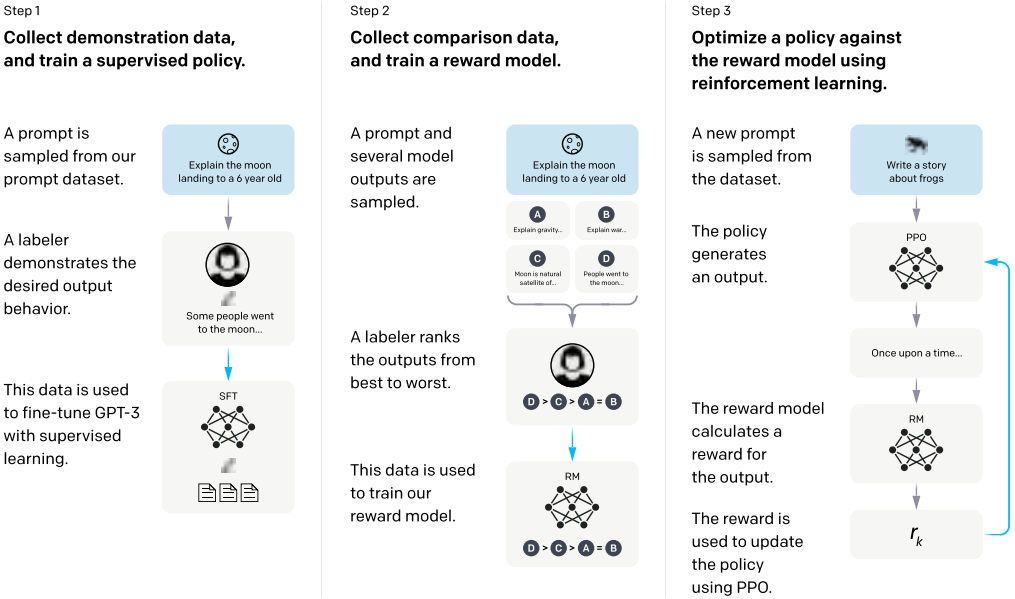 Step 1
Collect demonstration data,
and train a supervised policy.
A prompt is
sampled from our
prompt dataset.
Explain the moon
landing to a 6 year old
A labeler
demonstrates the
desired output
behavior.
Some people went
to the moon...
This data is used
to fine-tune GPT-3
with supervised
learning.
SFT
Step 2
Collect comparison data,
and train a reward model.
A prompt and
several model
outputs are
sampled.
Explain the moon
landing to a 6 year old
A
Explain gravity...
B
Explain war...
C
Moon is natural
satellite of...
D
People went to
the moon...
A labeler ranks
the outputs from
best to worst.
D > C > A = B
This data is used
to train our
reward model.
RM
D > C > A = B
Step 3
Optimize a policy against
the reward model using
reinforcement learning.
A new prompt
is sampled from
the dataset.
Write a story
about frogs
The policy
generates
an output.
PPO
Once upon a time...
The reward model
calculates a
reward for
the output.
RM
The reward is
used to update
the policy
using PPO.
r_k